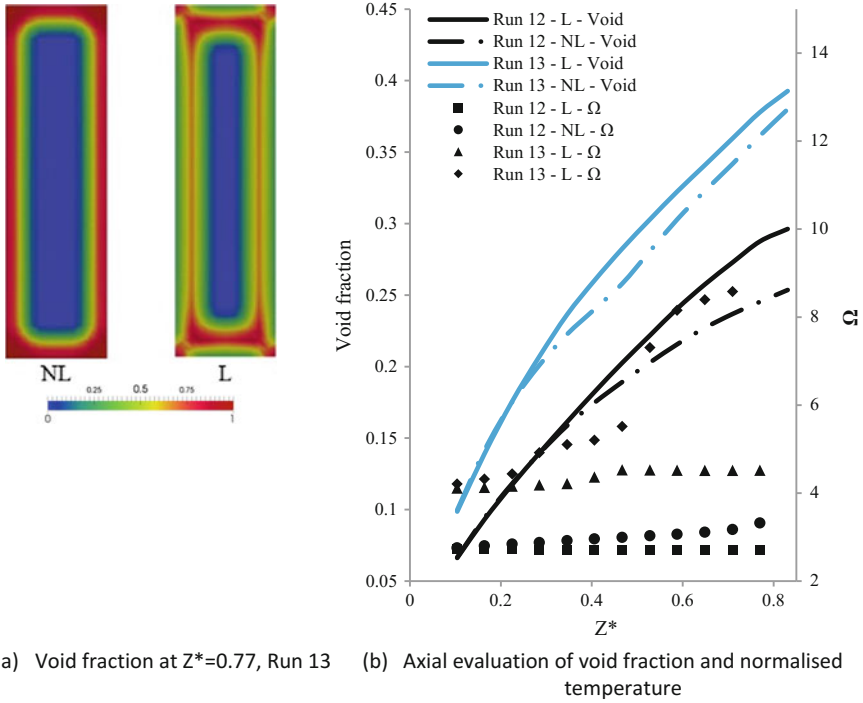 NL
L
0.25
0.5
0.75
0
1
0.45
0.4
0.35
0.3
0.25
0.2
0.15
0.1
0.05
Void fraction
Run 12 - L - Void
Run 12 - NL - Void
Run 13 - L - Void
Run 13 - NL - Void
Run 12 - L - Ω
Run 12 - NL - Ω
Run 13 - L - Ω
Run 13 - L - Ω
14
12
10
8
6
4
2
Ω
0
0.2
0.4
0.6
0.8
Z*
a) Void fraction at Z*=0.77, Run 13
(b) Axial evaluation of void fraction and normalised
temperature